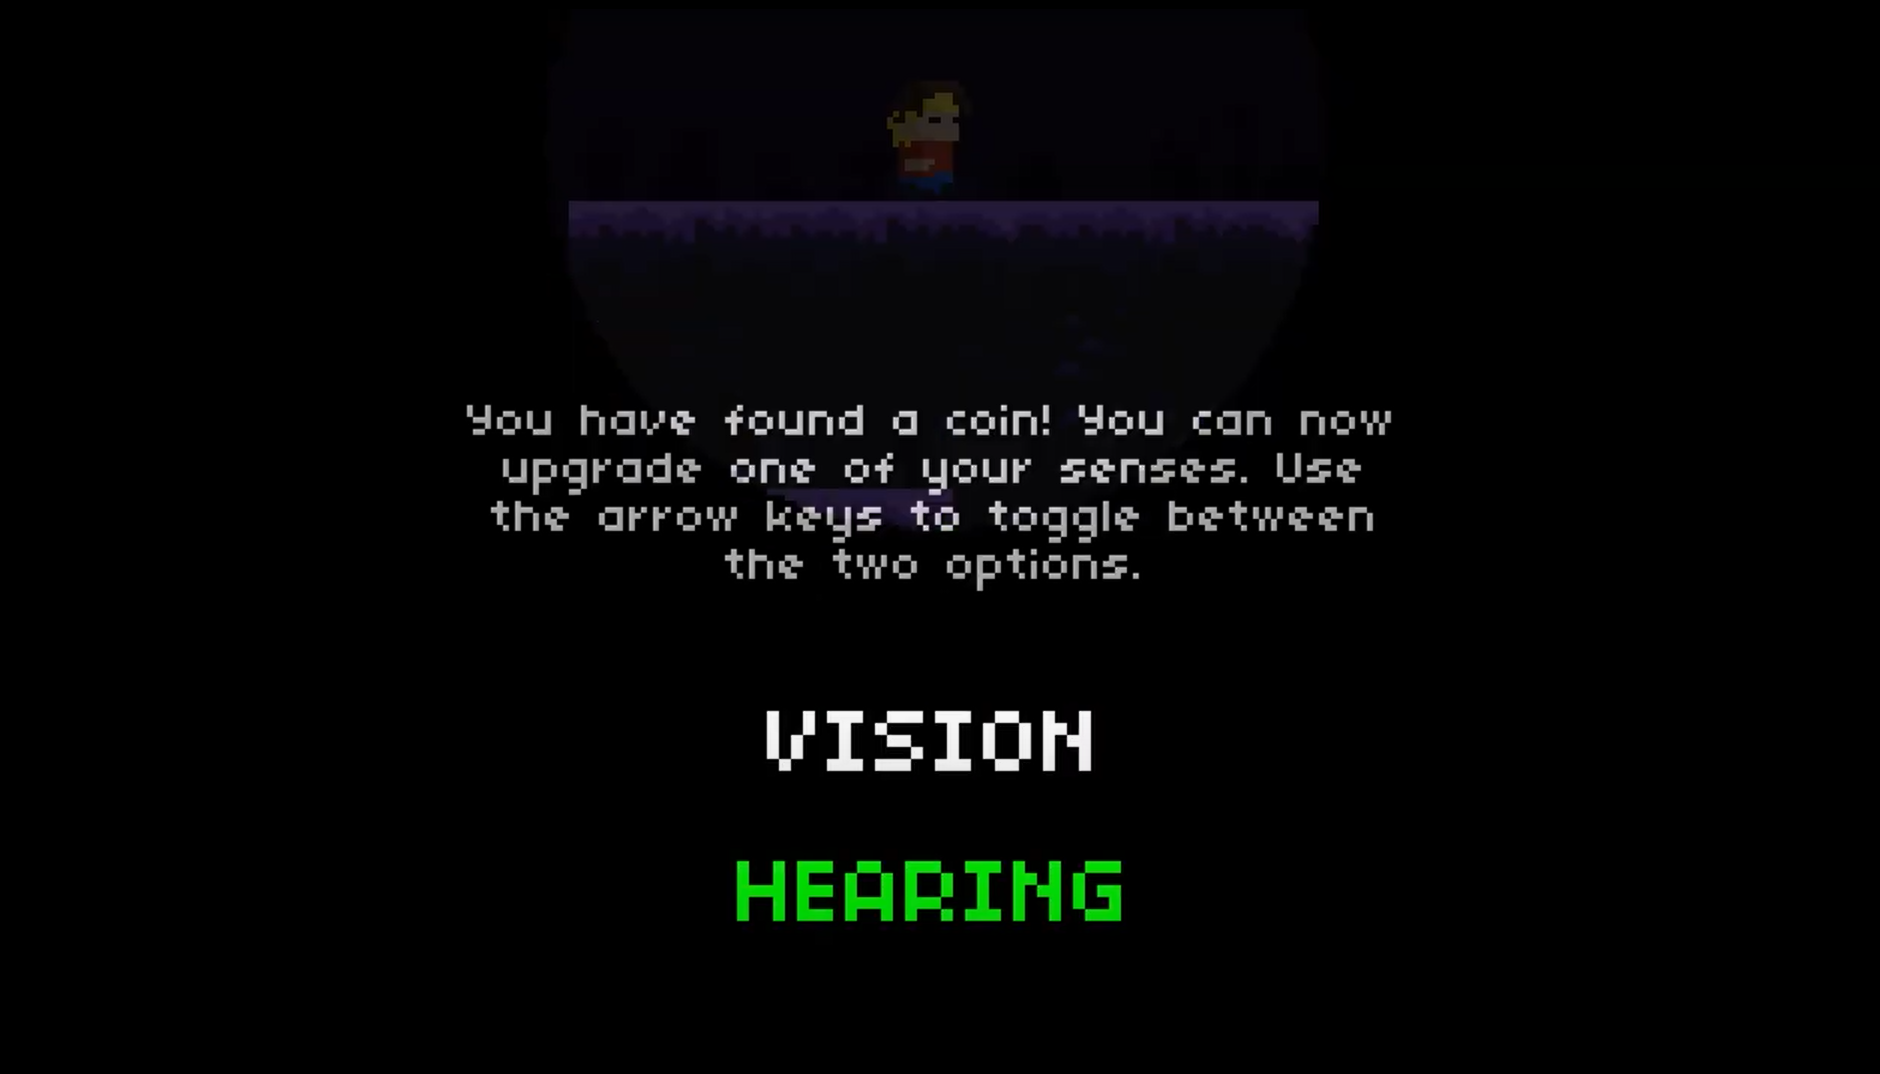 You have found a coin! You can now
upgrade one of your senses. Use
the arrow keys to toggle between
the two options.
VISION
HEARING